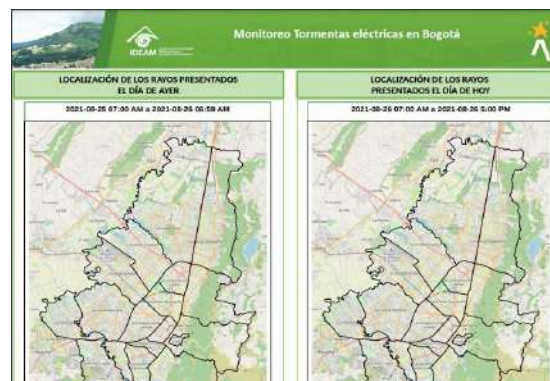 IDEAM
Monitoreo Tormentas eléctricas en Bogotá
LOCALIZACIÓN DE LOS RAYOS PRESENTADOS
EL DÍA DE AYER
2021-08-25 07:00 AM a 2021-08-26 06:59 AM
LOCALIZACIÓN DE LOS RAYOS
PRESENTADOS EL DÍA DE HOY
2021-08-26 07:00 AM a 2021-08-26 5:00 PM